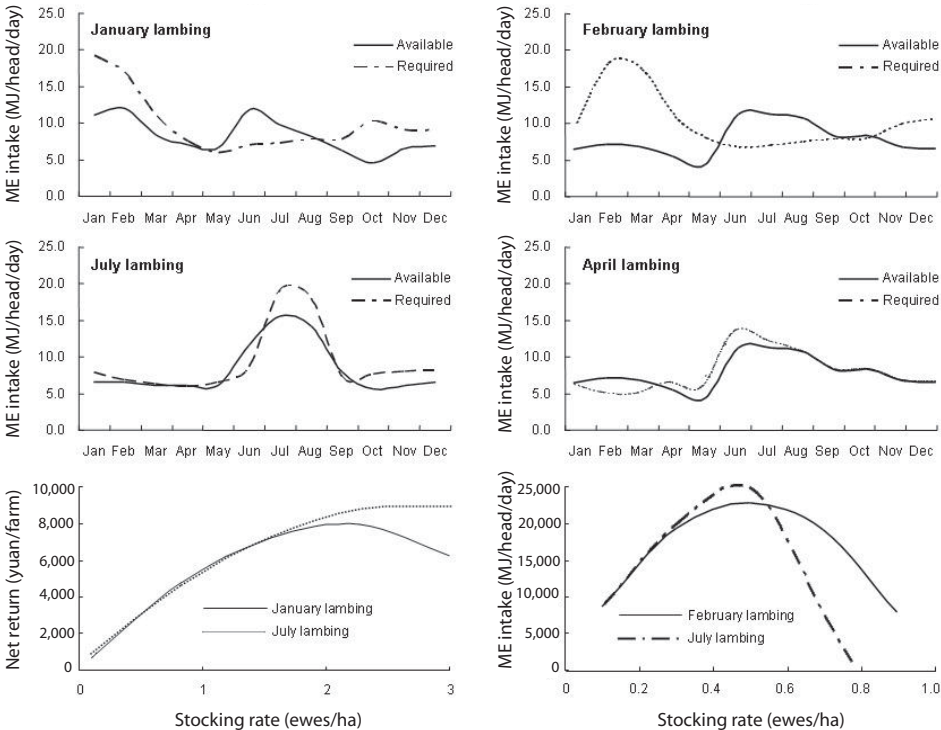 January lambing
Available
Required
ME intake (MJ/head/day)
25.0
20.0
15.0
10.0
5.0
0.0
Jan Feb Mar Apr May Jun Jul Aug Sep Oct Nov Dec
February lambing
Available
Required
ME intake (MJ/head/day)
25.0
20.0
15.0
10.0
5.0
0.0
Jan Feb Mar Apr May Jun Jul Aug Sep Oct Nov Dec
July lambing
Available
Required
ME intake (MJ/head/day)
25.0
20.0
15.0
10.0
5.0
0.0
Jan Feb Mar Apr May Jun Jul Aug Sep Oct Nov Dec
April lambing
Available
Required
ME intake (MJ/head/day)
25.0
20.0
15.0
10.0
5.0
0.0
Jan Feb Mar Apr May Jun Jul Aug Sep Oct Nov Dec
Net return (yuan/farm)
10,000
8,000
6,000
4,000
2,000
0
January lambing
July lambing
0 1 2 3
Stocking rate (ewes/ha)
ME intake (MJ/head/day)
25,000
20,000
15,000
10,000
5,000
0
February lambing
July lambing
0 0.2 0.4 0.6 0.8 1.0
Stocking rate (ewes/ha)